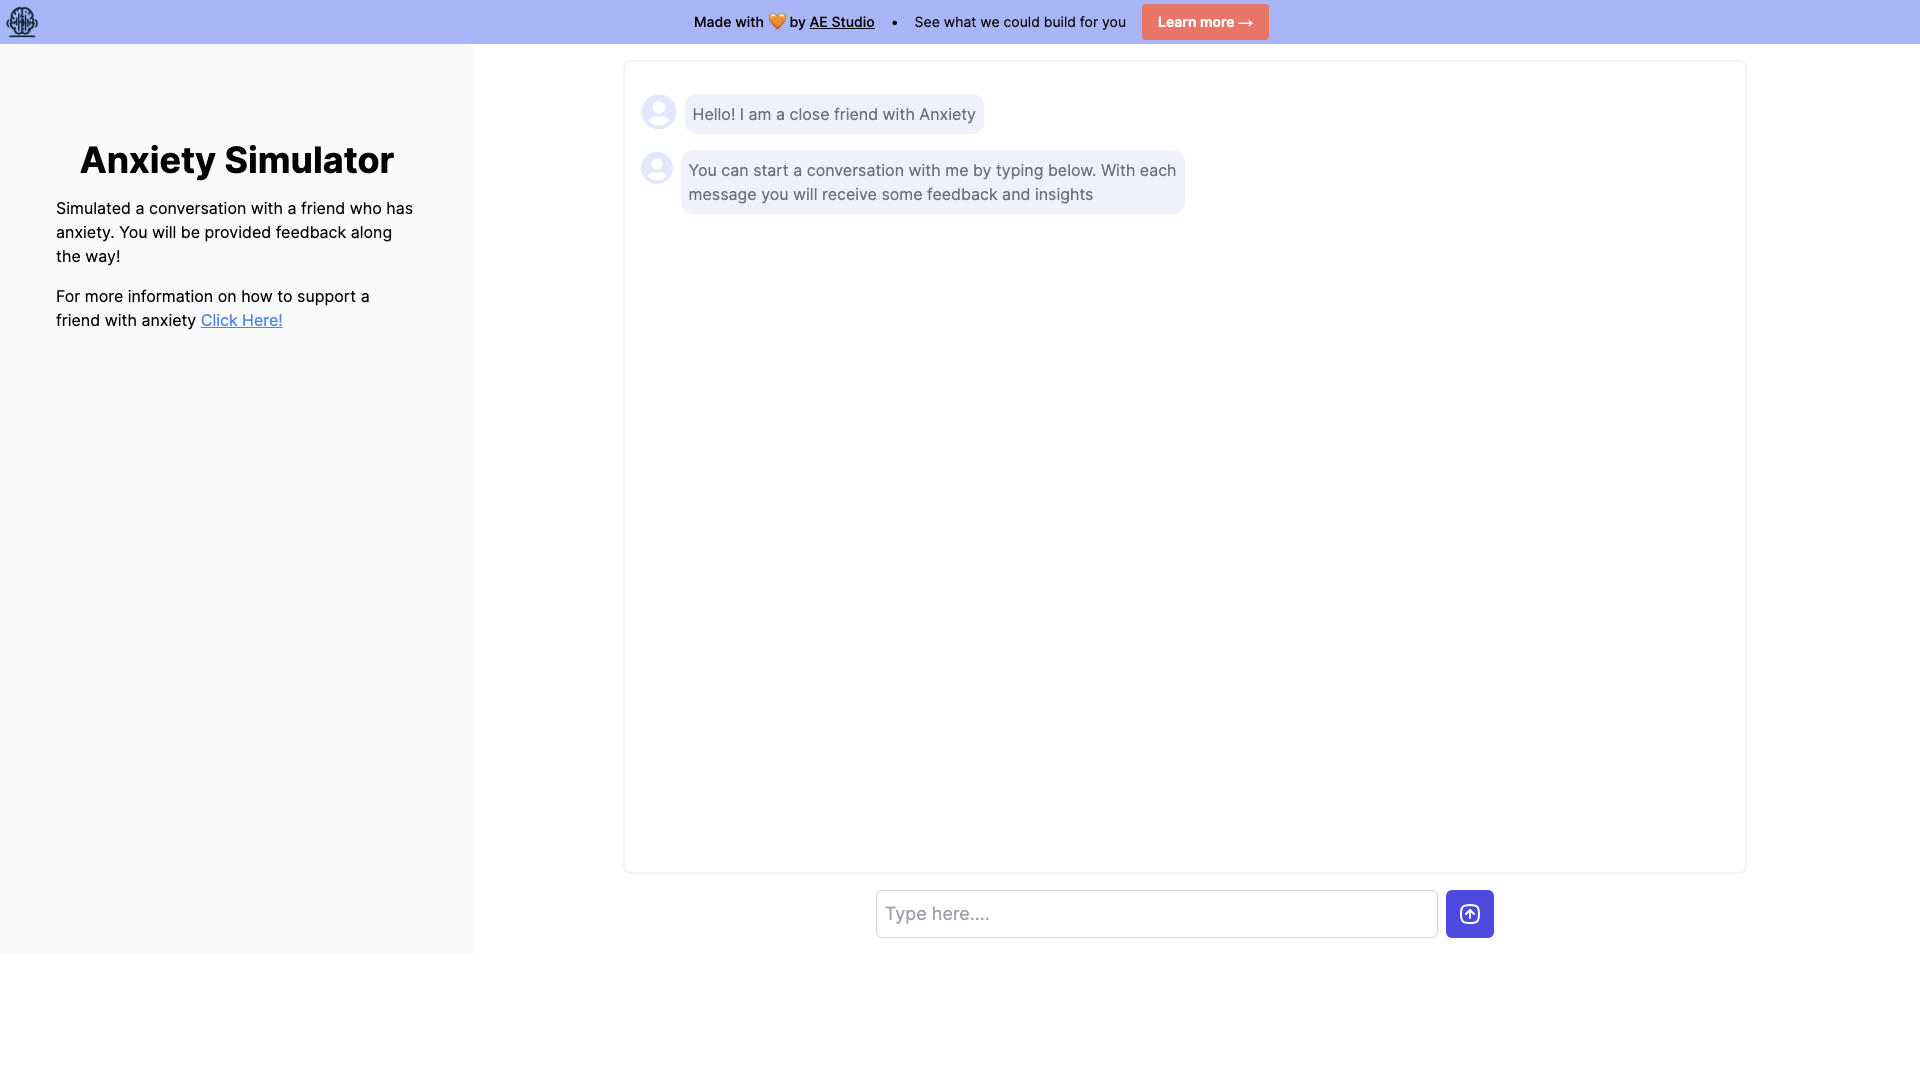 Made with 🧡 by AE Studio • See what we could build for you Learn more →
Anxiety Simulator
Simulated a conversation with a friend who has
anxiety. You will be provided feedback along
the way!
For more information on how to support a
friend with anxiety Click Here!
Hello! I am a close friend with Anxiety
You can start a conversation with me by typing below. With each
message you will receive some feedback and insights
Type here....